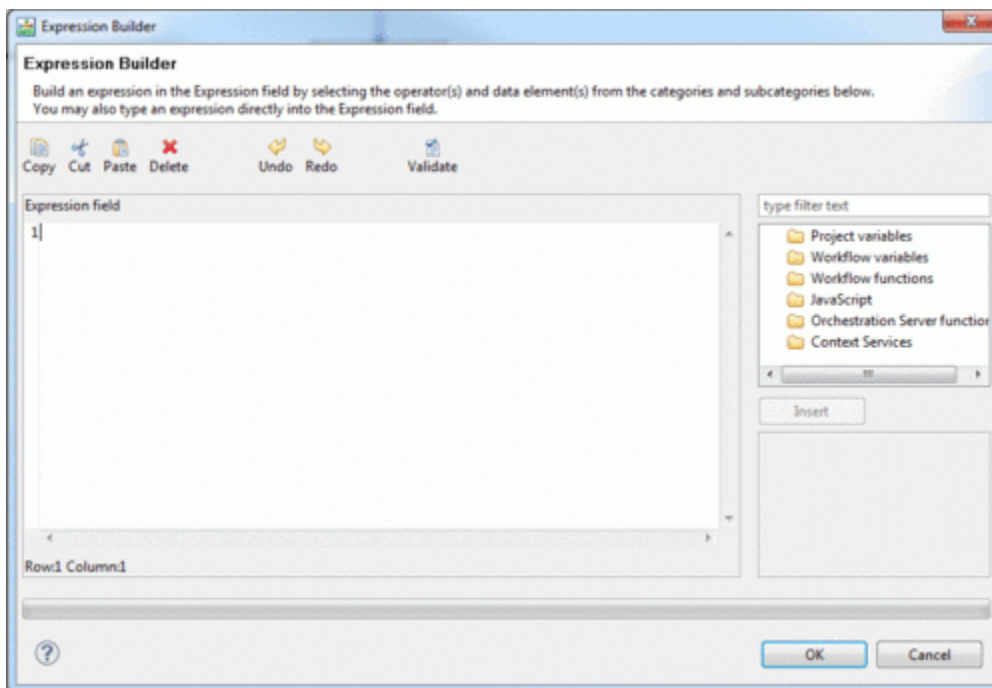 Expression Builder
Expression Builder
Build an expression in the Expression field by selecting the operator(s) and data element(s) from the categories and subcategories below.
You may also type an expression directly into the Expression field.
Copy Cut Paste Delete Undo Redo Validate
Expression field
type filter text
1
Project variables
Workflow variables
Workflow functions
JavaScript
Orchestration Server function
Context Services
Insert
Row:1 Column:1
OK Cancel